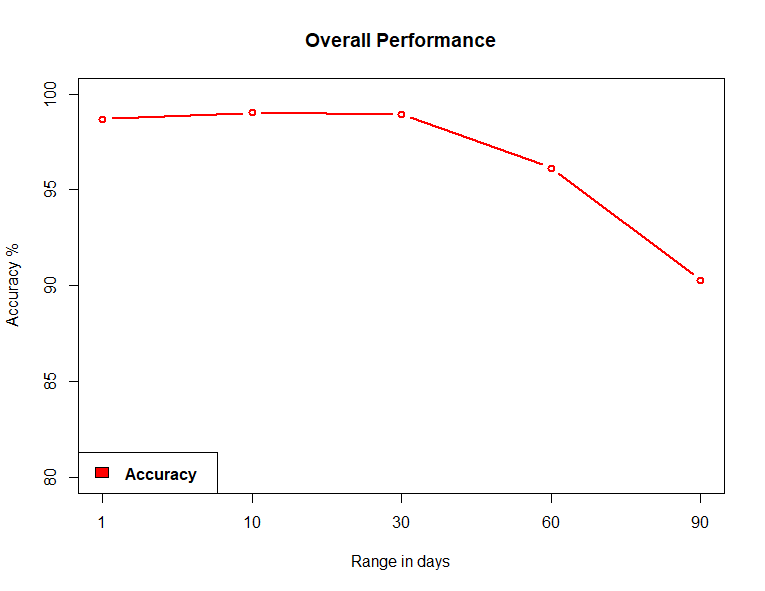 Overall Performance
100
95
90
85
80
Accuracy %
Accuracy
1 10 30 60 90
Range in days